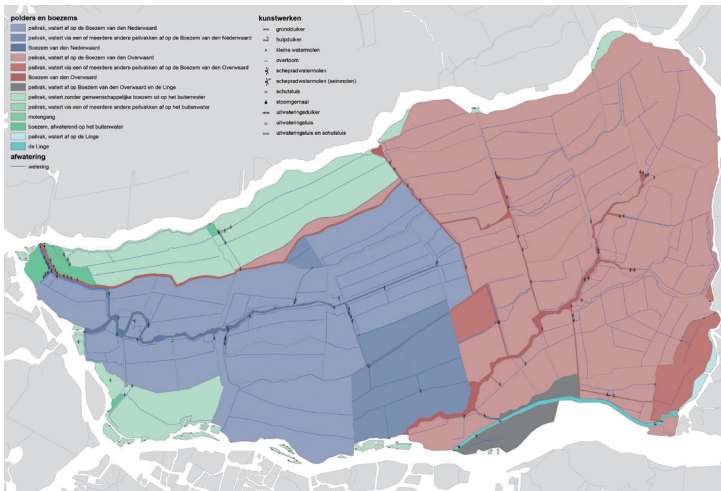 polders en boezems
peilvak, watert af op de Boezem van den Nederwaard
peilvak, watert via een of meerdere andere peilvakken af op de Boezem van den Nederwaard
Boezem van den Nederwaard
peilvak, watert af op de Boezem van den Overwaard
peilvak, watert via een of meerdere andere peilvakken af op de Boezem van den Overwaard
Boezem van den Overwaard
peilvak, watert af op Boezem van den Overwaard en de Linge
peilvak, watert zonder gemeenschappelijke boezem uit op het buitenwater
peilvak, watert via een of meerdere andere peilvakken af op het buitenwater
molengang
boezem, afwaterend op het buitenwater
peilvak, watert af op de Linge
de Linge
afwatering
wetering
kunstwerken
grondduiker
hulpduiker
kleine watermolen
overtoom
schepradwatermolen
schepradwatermolen (seinmolen)
schutsluis
stoomgemaal
uitwateringsduiker
uitwateringssluis
uitwateringssluis en schutsluis